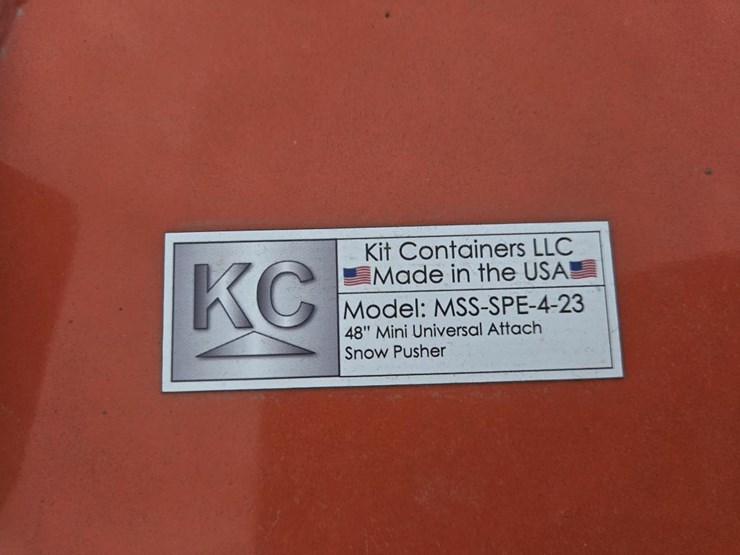 KC
Kit Containers LLC
Made in the USA
Model: MSS-SPE-4-23
48" Mini Universal Attach
Snow Pusher